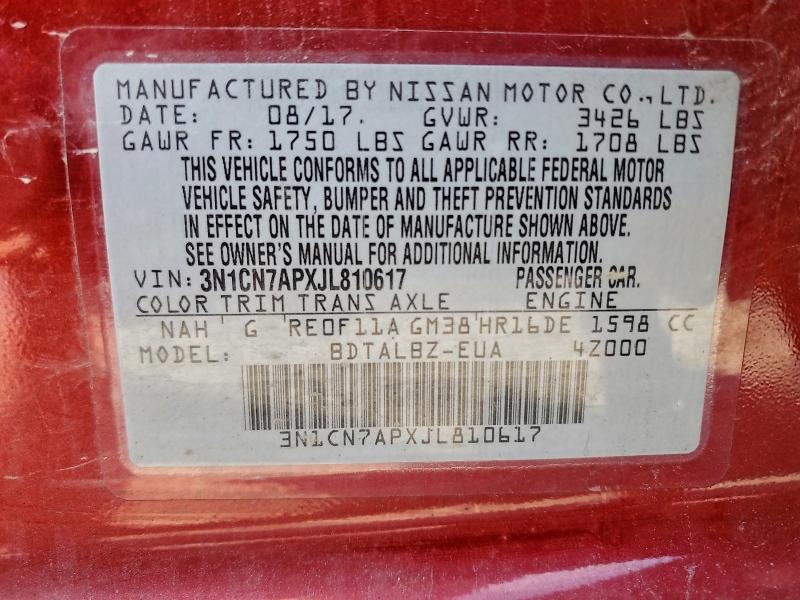 MANUFACTURED BY NISSAN MOTOR CO.,LTD.
DATE: 08/17. GVWR: 3426 LBS
GAWR FR: 1750 LBS GAWR RR: 1708 LBS
THIS VEHICLE CONFORMS TO ALL APPLICABLE FEDERAL MOTOR
VEHICLE SAFETY, BUMPER AND THEFT PREVENTION STANDARDS
IN EFFECT ON THE DATE OF MANUFACTURE SHOWN ABOVE.
SEE OWNER'S MANUAL FOR ADDITIONAL INFORMATION.
VIN: 3N1CN7APXJL810617 PASSENGER CAR.
COLOR TRIM TRANS AXLE ENGINE
NAH G RE0F11A GM38 HR16DE 1598 CC
MODEL: BDTALBZ-EUA 4Z000
3N1CN7APXJL810617